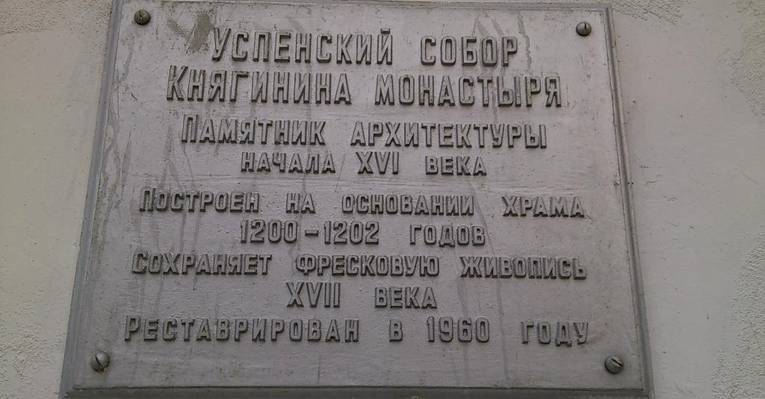 Успенский собор
Княгинина монастыря
Памятник архитектуры
начала XVI века
Построен на основании храма
1200-1202 годов
Сохраняет фресковую живопись
XVII века
Реставрирован в 1960 году